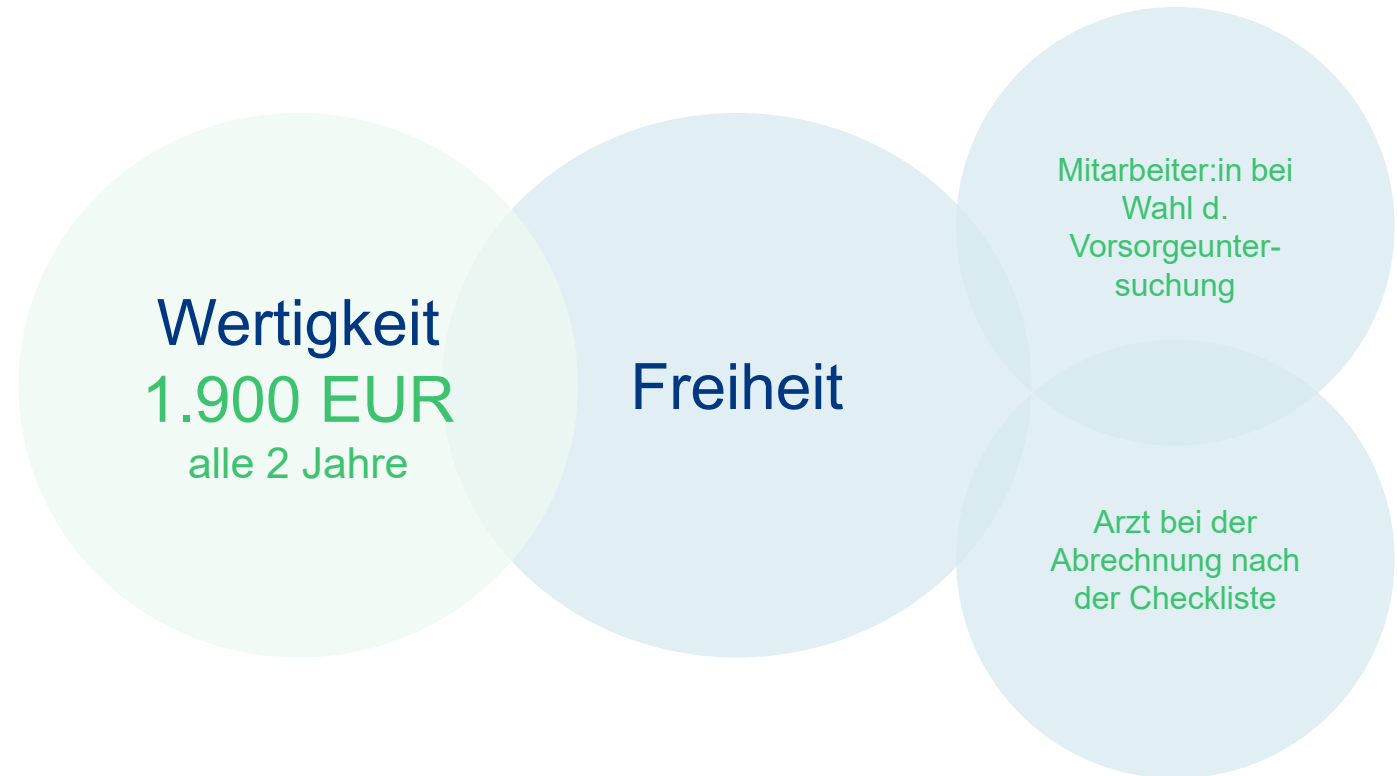 Wertigkeit
1.900 EUR
alle 2 Jahre
Freiheit
Mitarbeiter:in bei
Wahl d.
Vorsorgeunter-
suchung
Arzt bei der
Abrechnung nach
der Checkliste